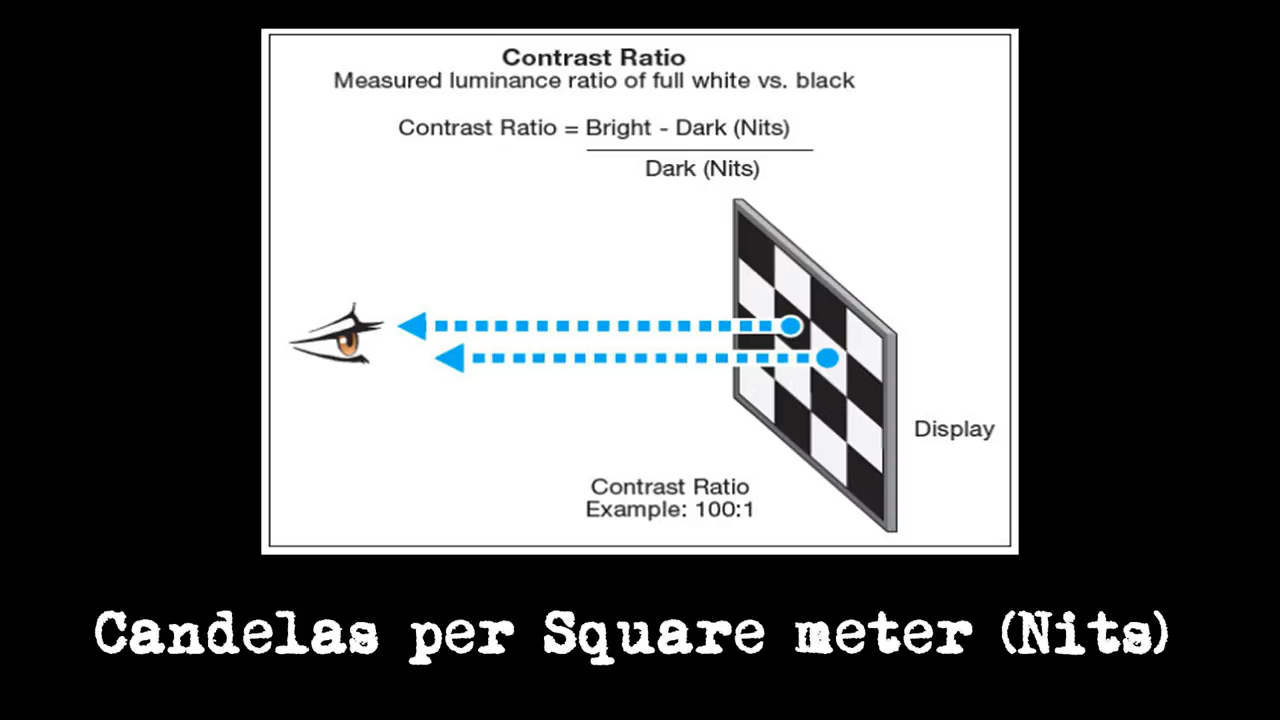 Contrast Ratio
Measured luminance ratio of full white vs. black
Contrast Ratio = Bright - Dark (Nits)
Dark (Nits)
Display
Contrast Ratio
Example: 100:1
Candelas per Square meter (Nits)